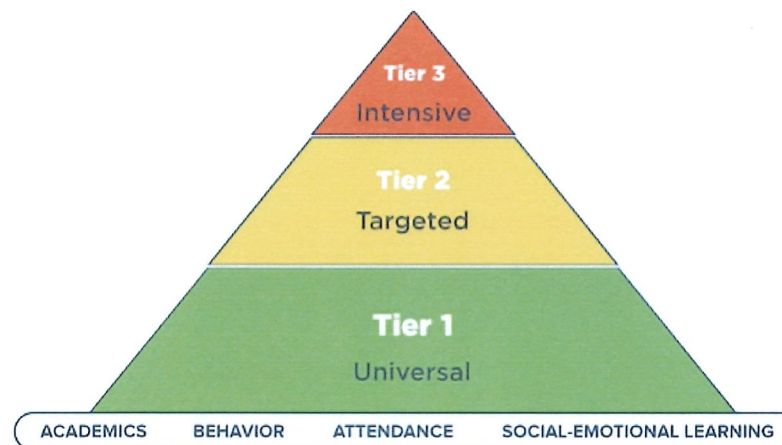 Tier 3
Intensive
Tier 2
Targeted
Tier 1
Universal
ACADEMICS BEHAVIOR ATTENDANCE SOCIAL-EMOTIONAL LEARNING